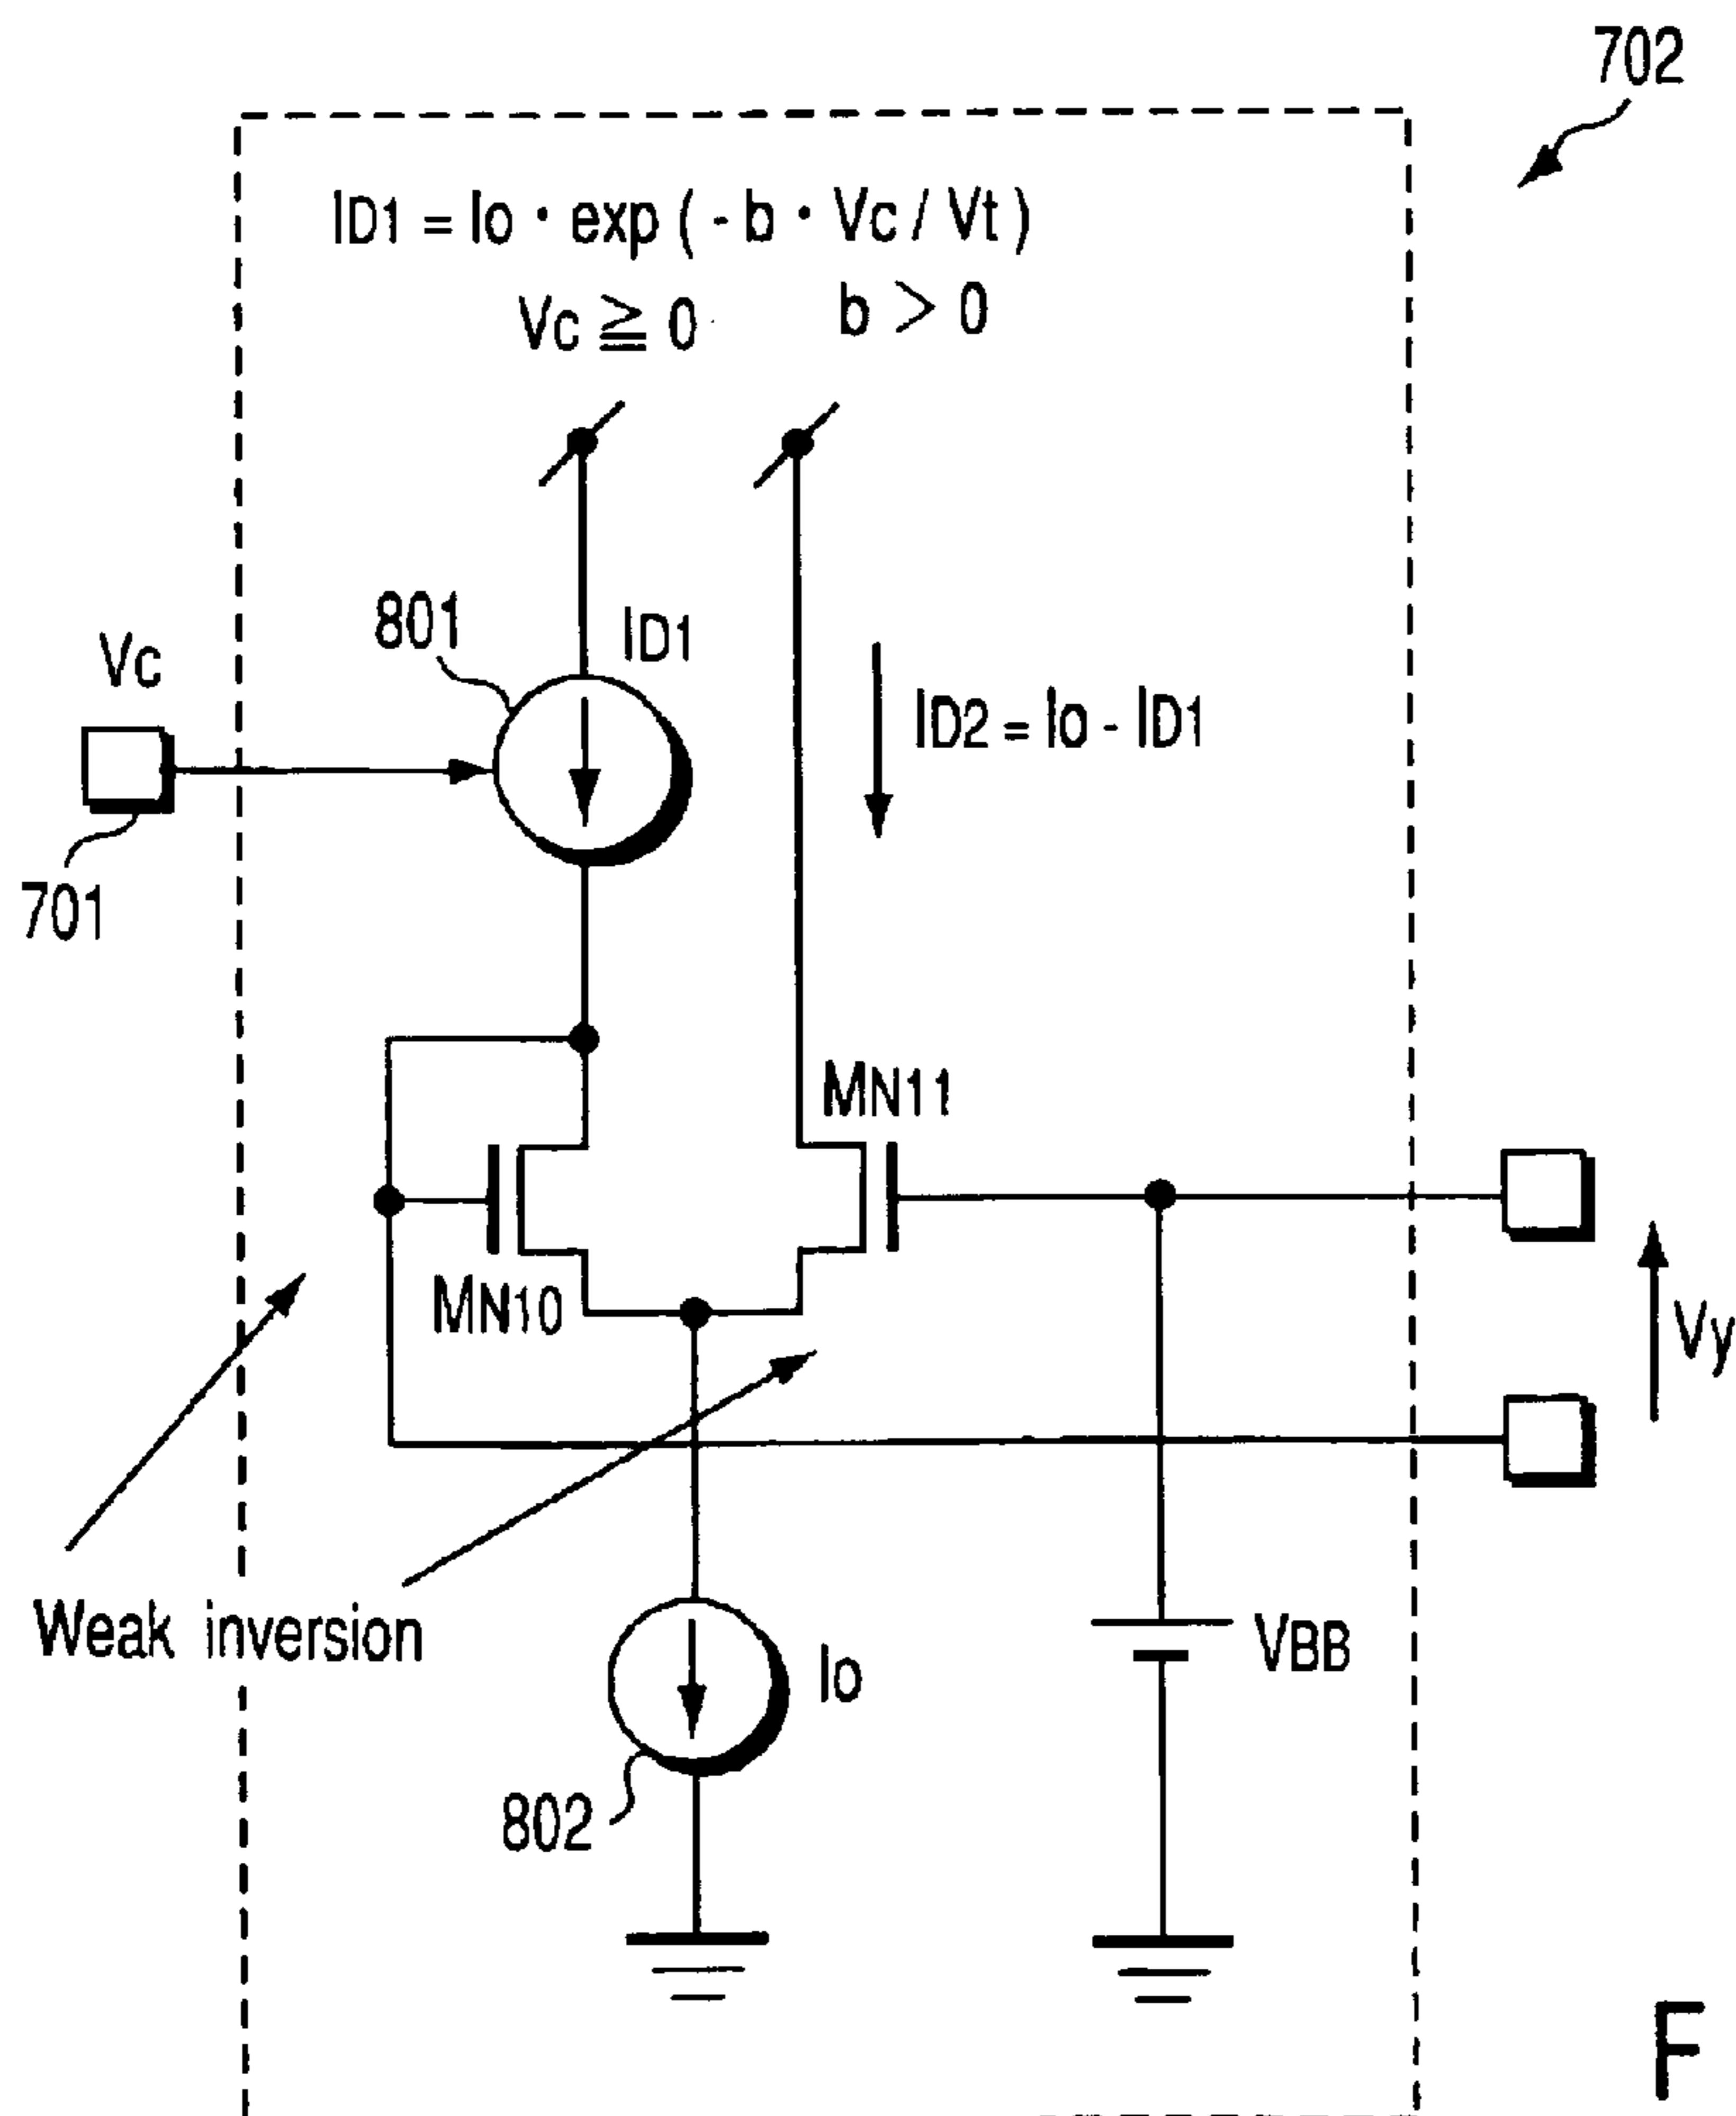 702
ID1 = Io · exp ( - b · Vc / Vt )
Vc ≧ 0 b > 0
801
ID1
Vc
ID2 = Io - ID1
701
MN11
MN10
Vy
Weak inversion
VBB
Io
802
F